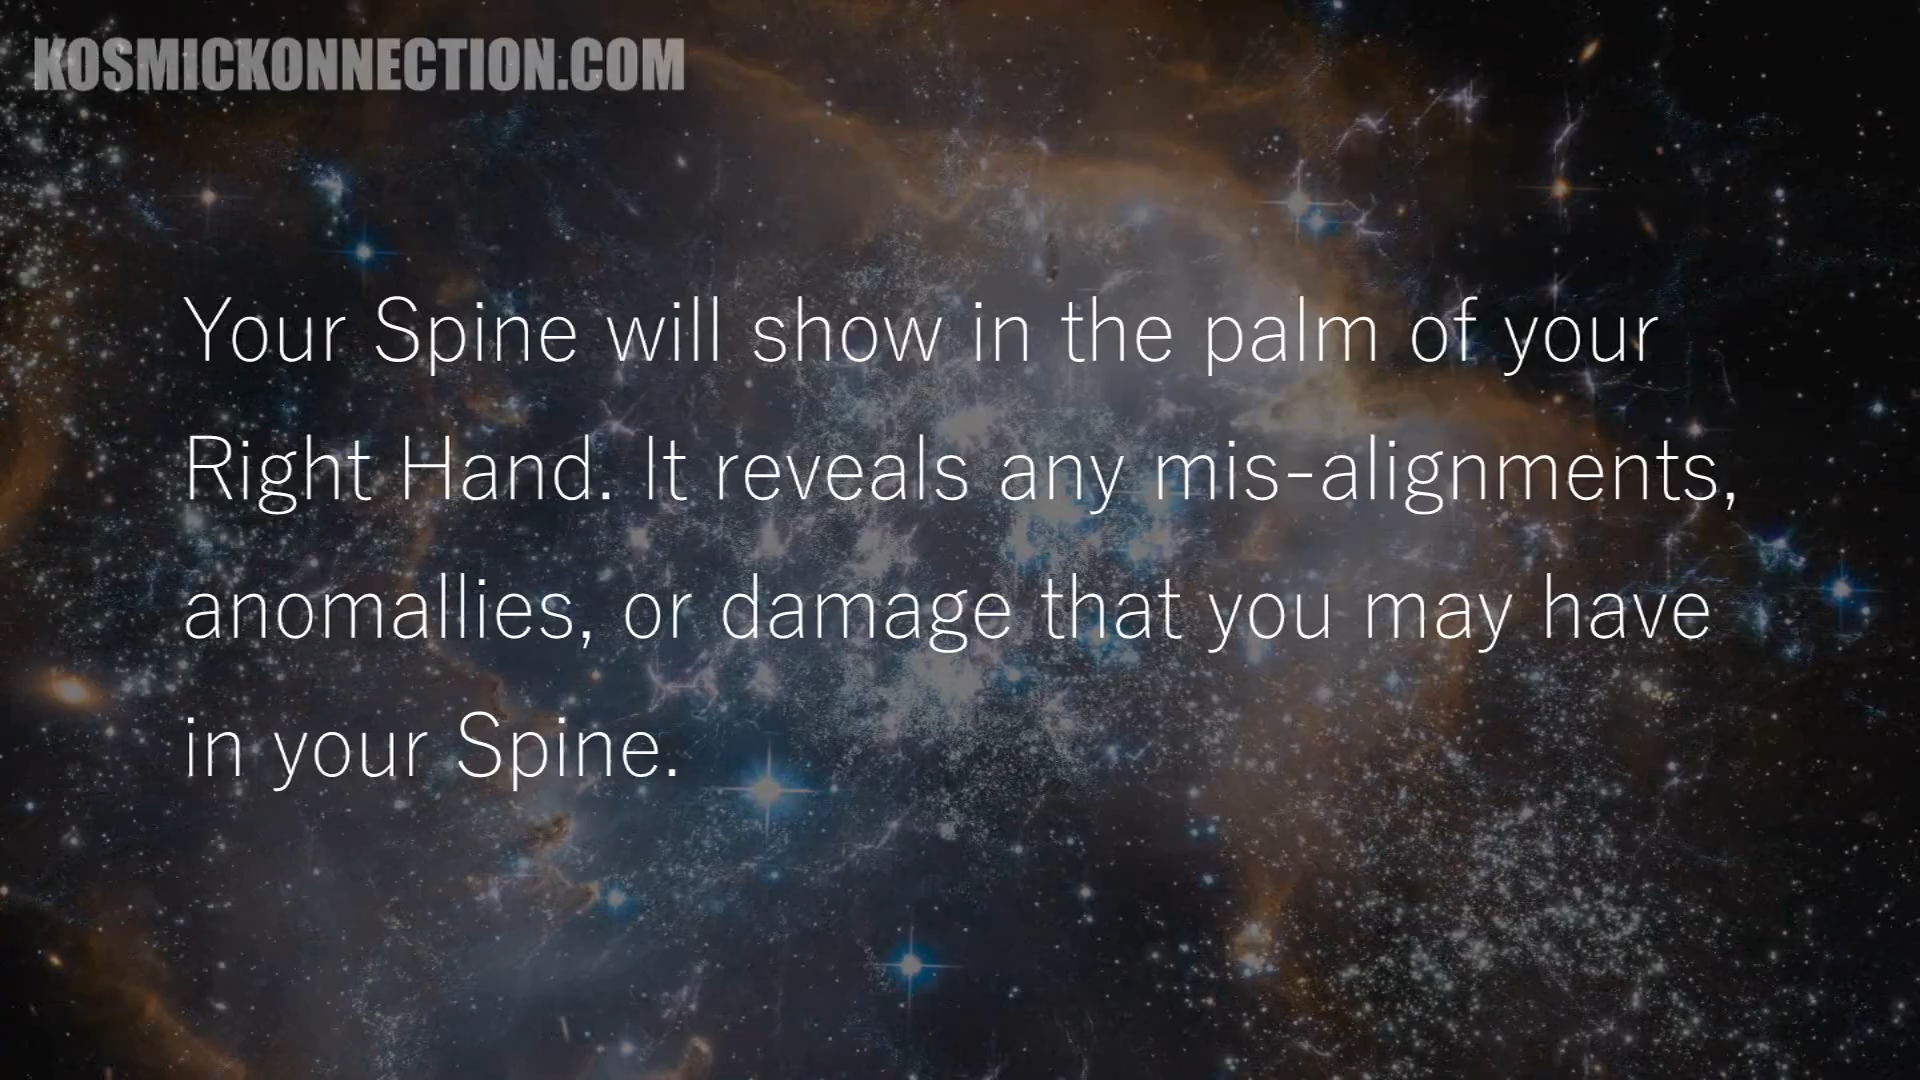 KOSMICKONNECTION.COM
Your Spine will show in the palm of your
Right Hand. It reveals any mis-alignments,
anomallies, or damage that you may have
in your Spine.